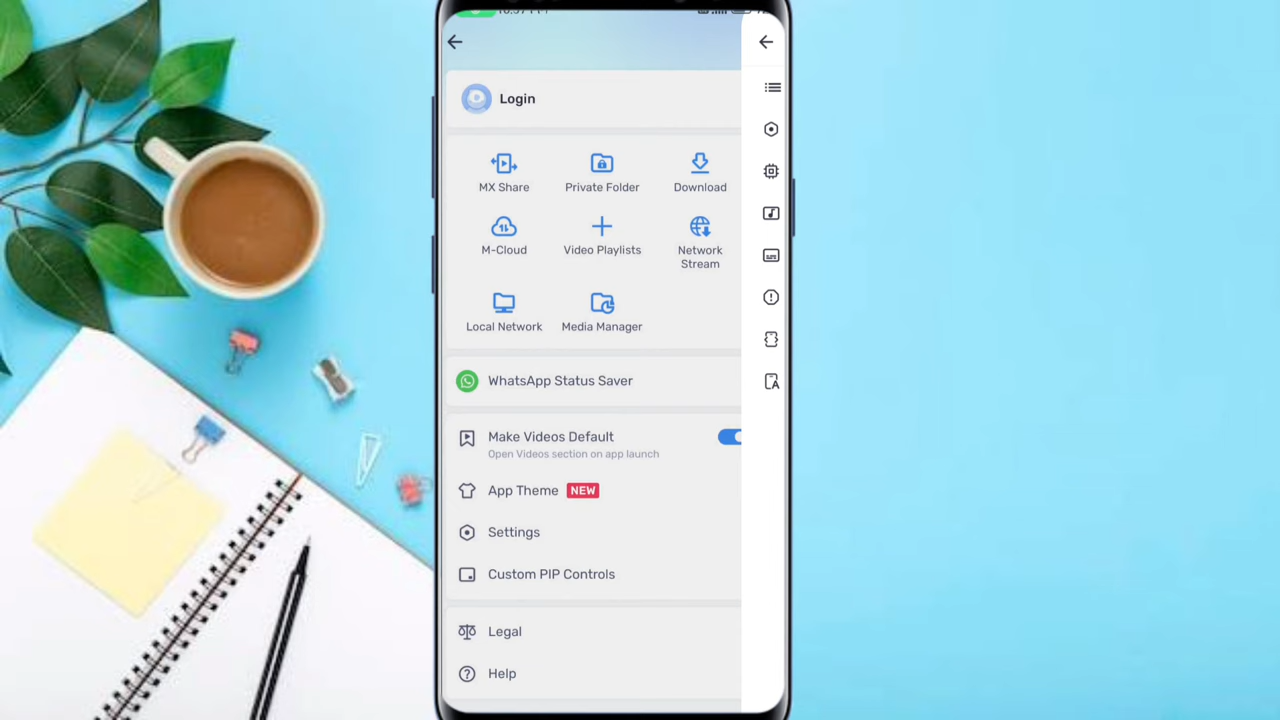 Login
MX Share
Private Folder
Download
M-Cloud
Video Playlists
Network
Stream
Local Network
Media Manager
WhatsApp Status Saver
Make Videos Default
Open Videos section on app launch
App Theme NEW
Settings
Custom PIP Controls
Legal
Help